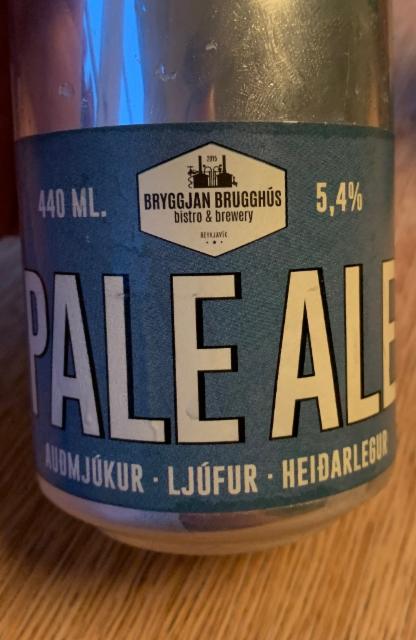 2015
440 ML.
BRYGGJAN BRUGGHÚS
bistro & brewery
REYKJAVÍK
5,4%
PALE ALE
AUÐMJÚKUR · LJÚFUR · HEIÐARLEGUR